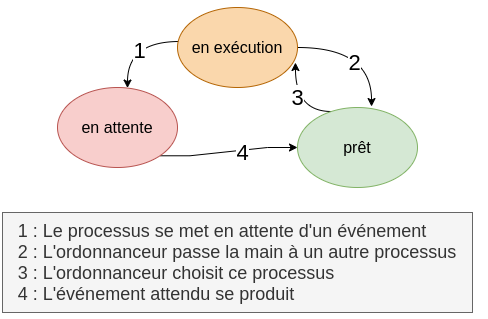 en exécution
1
2
3
en attente
4
prêt
1 : Le processus se met en attente d'un événement
2 : L'ordonnanceur passe la main à un autre processus
3 : L'ordonnanceur choisit ce processus
4 : L'événement attendu se produit